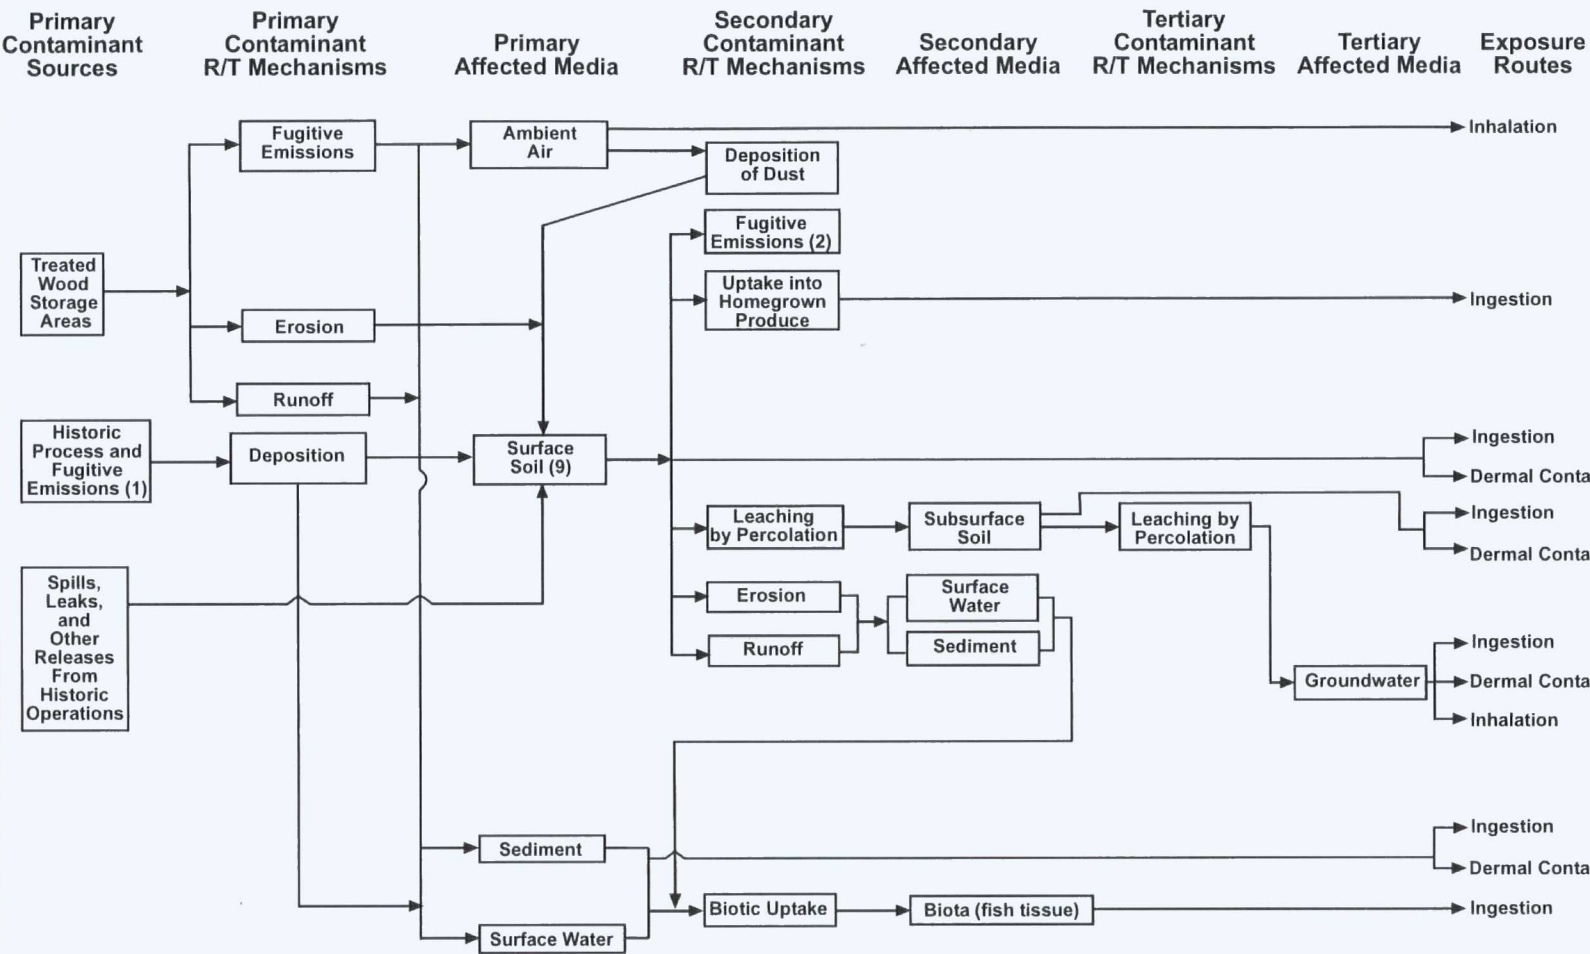 Primary
Contaminant
Sources
Primary
Contaminant
R/T Mechanisms
Primary
Affected Media
Secondary
Contaminant
R/T Mechanisms
Secondary
Affected Media
Tertiary
Contaminant
R/T Mechanisms
Tertiary
Affected Media
Exposure
Routes
Fugitive
Emissions
Ambient
Air
Inhalation
Deposition
of Dust
Fugitive
Emissions (2)
Treated
Wood
Storage
Areas
Uptake into
Homegrown
Produce
Ingestion
Erosion
Runoff
Historic
Process and
Fugitive
Emissions (1)
Deposition
Surface
Soil (9)
Ingestion
Dermal Conta
Leaching
by Percolation
Subsurface
Soil
Leaching by
Percolation
Ingestion
Dermal Conta
Spills,
Leaks,
and
Other
Releases
From
Historic
Operations
Erosion
Surface
Water
Runoff
Sediment
Ingestion
Groundwater
Dermal Conta
Inhalation
Sediment
Ingestion
Dermal Conta
Biotic Uptake
Biota (fish tissue)
Ingestion
Surface Water